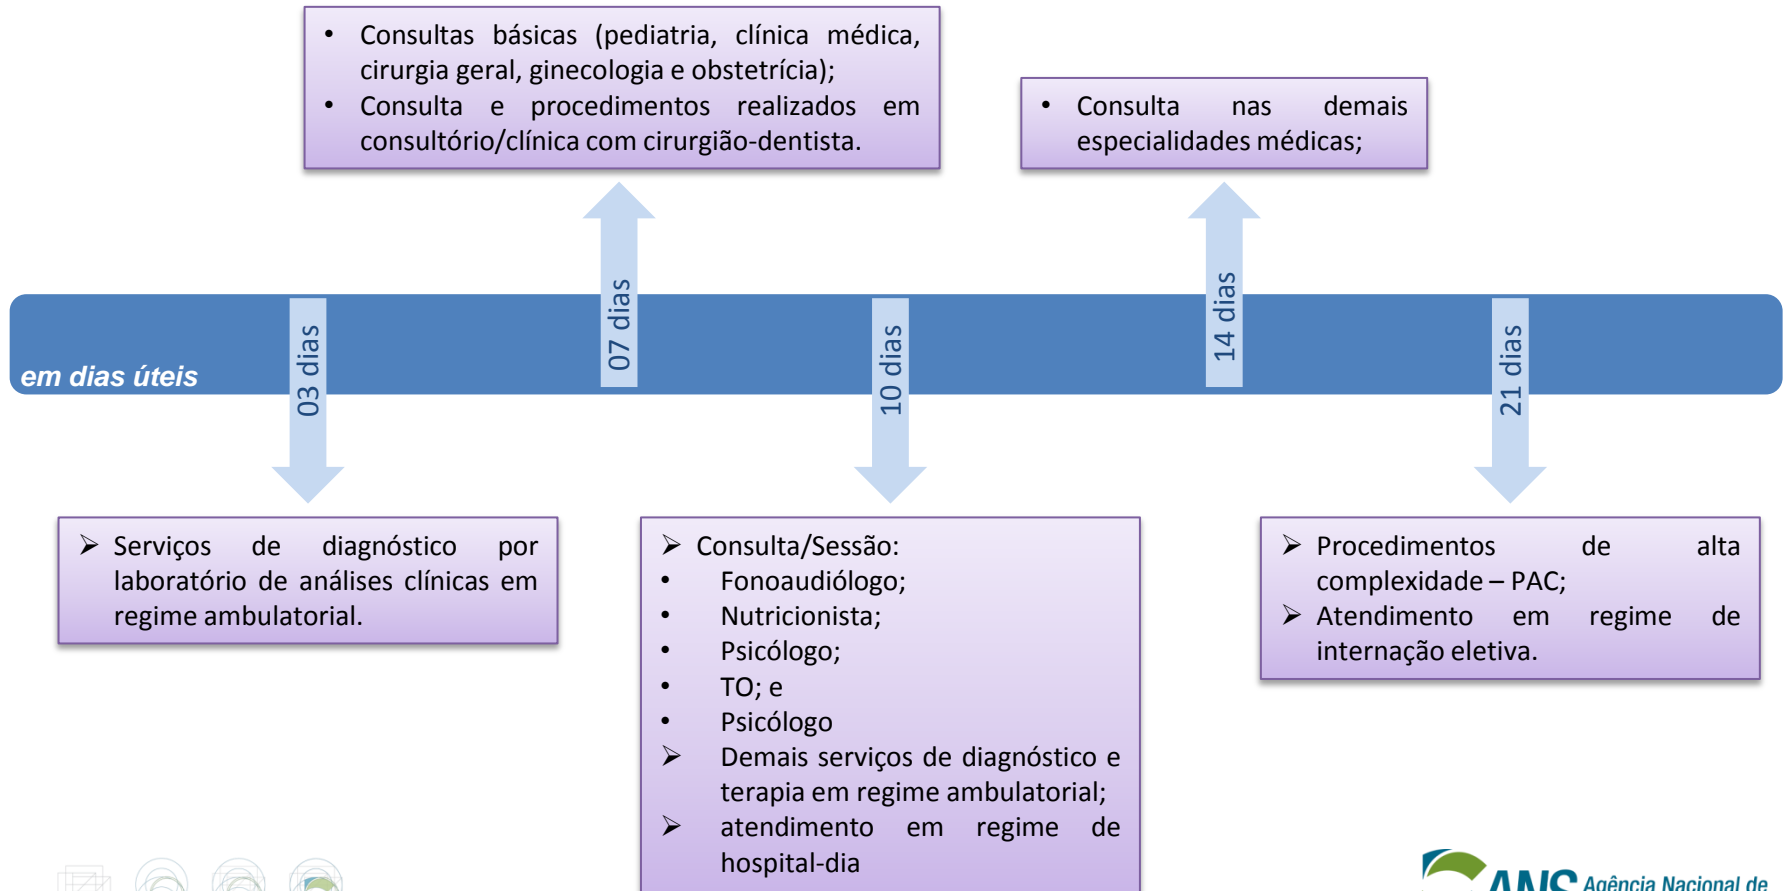 • Consultas básicas (pediatria, clínica médica,
cirurgia geral, ginecologia e obstetrícia);
• Consulta e procedimentos realizados em
consultório/clínica com cirurgião-dentista.
• Consulta nas demais
especialidades médicas;
em dias úteis
03 dias
07 dias
10 dias
14 dias
21 dias
➢ Serviços de diagnóstico por
laboratório de análises clínicas em
regime ambulatorial.
➢ Consulta/Sessão:
• Fonoaudiólogo;
• Nutricionista;
• Psicólogo;
• TO; e
• Psicólogo
➢ Demais serviços de diagnóstico e
terapia em regime ambulatorial;
➢ atendimento em regime de
hospital-dia
➢ Procedimentos de alta
complexidade – PAC;
➢ Atendimento em regime de
internação eletiva.
ANS Agência Nacional de